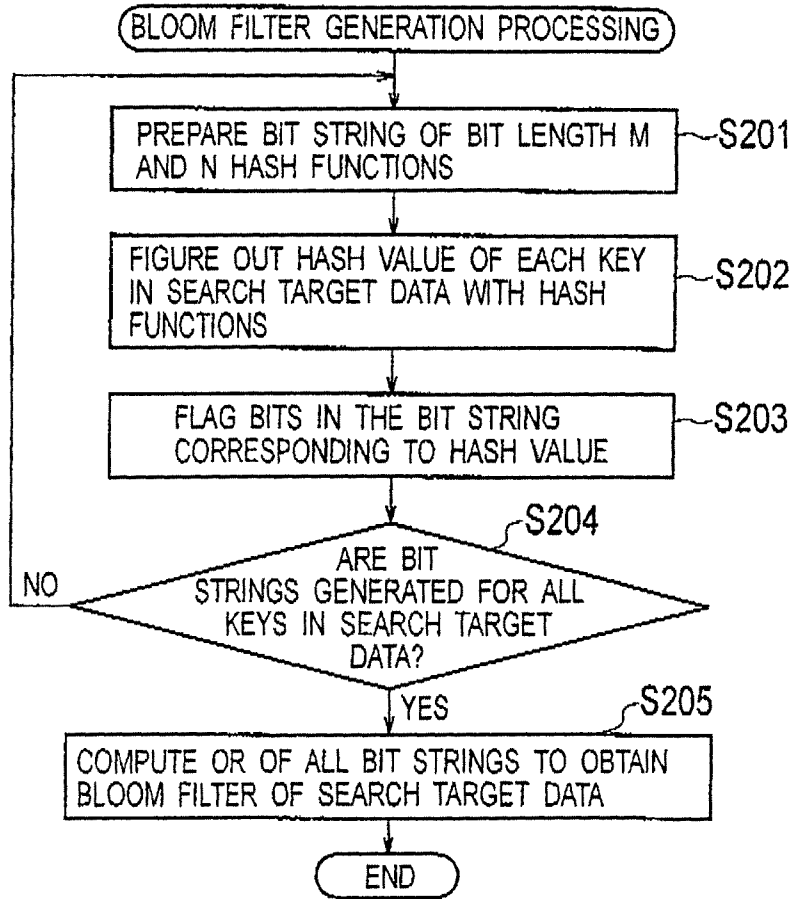 BLOOM FILTER GENERATION PROCESSING
PREPARE BIT STRING OF BIT LENGTH M
AND N HASH FUNCTIONS
S201
FIGURE OUT HASH VALUE OF EACH KEY
IN SEARCH TARGET DATA WITH HASH
FUNCTIONS
S202
FLAG BITS IN THE BIT STRING
CORRESPONDING TO HASH VALUE
S203
S204
ARE BIT
STRINGS GENERATED FOR ALL
KEYS IN SEARCH TARGET
DATA?
NO
YES
S205
COMPUTE OR OF ALL BIT STRINGS TO OBTAIN
BLOOM FILTER OF SEARCH TARGET DATA
END